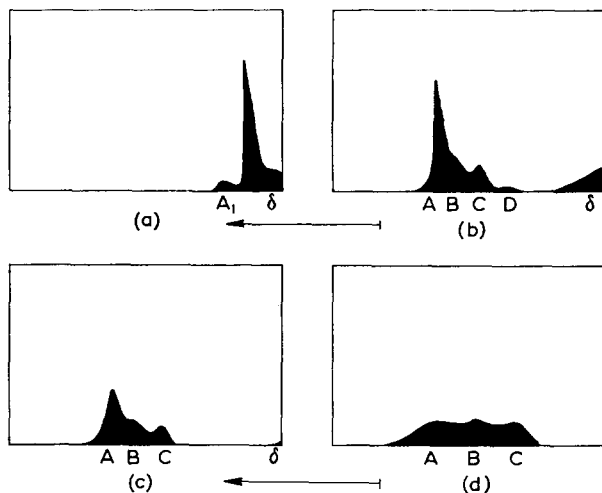 A₁ δ
A B C D δ
(a) (b)
A B C δ
A B C
(c) (d)